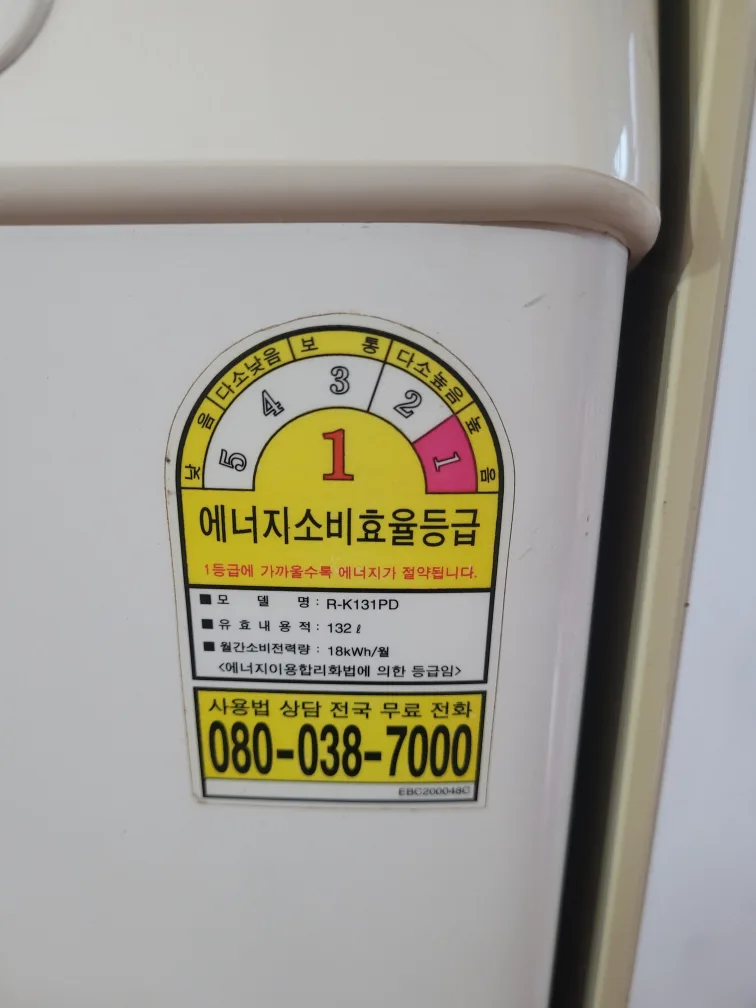 낮음 다소낮음 보통 다소높음 높음
5 4 3 2 1
1
에너지소비효율등급
1등급에 가까울수록 에너지가 절약됩니다.
■ 모델명 : R-K131PD
■ 유효내용적 : 132ℓ
■ 월간소비전력량 : 18kWh/월
<에너지이용합리화법에 의한 등급임>
사용법 상담 전국 무료 전화
080-038-7000
EBC200048C